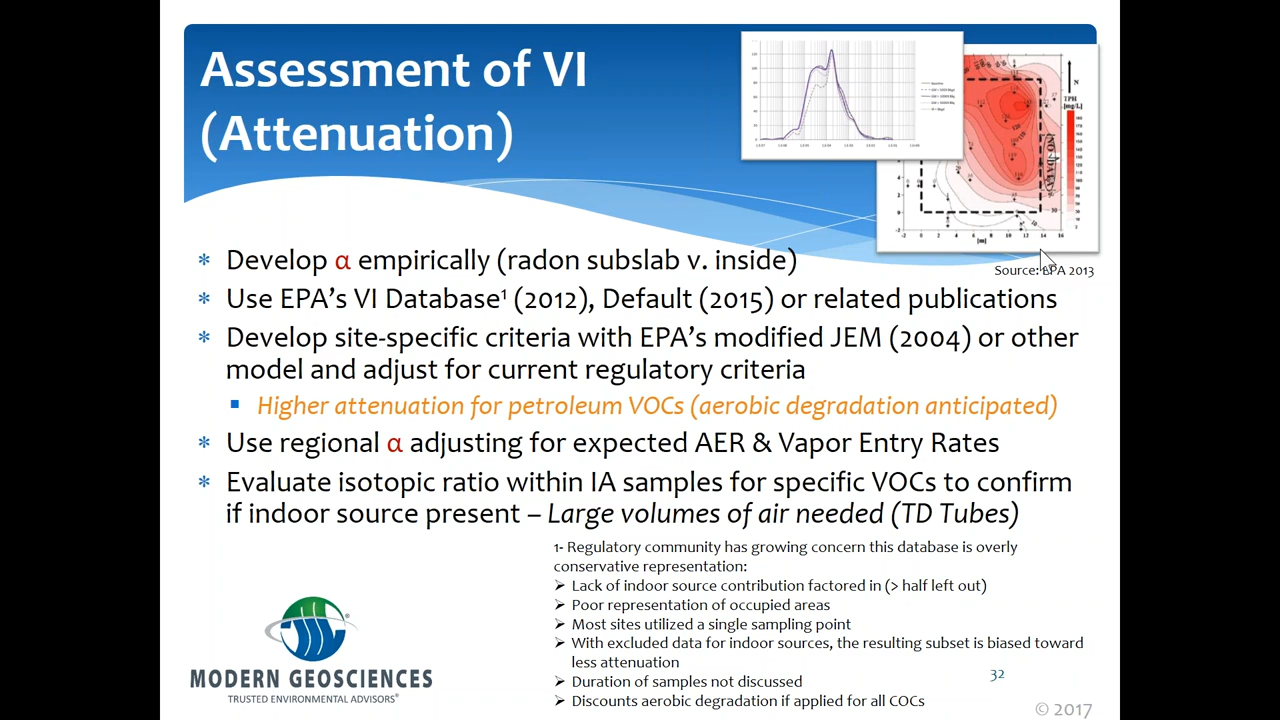 Assessment of VI
(Attenuation)
TPH
[mg/L]
N
[m]
Source: EPA 2013
* Develop α empirically (radon subslab v. inside)
* Use EPA's VI Database¹ (2012), Default (2015) or related publications
* Develop site-specific criteria with EPA's modified JEM (2004) or other
model and adjust for current regulatory criteria
▪ Higher attenuation for petroleum VOCs (aerobic degradation anticipated)
* Use regional α adjusting for expected AER & Vapor Entry Rates
* Evaluate isotopic ratio within IA samples for specific VOCs to confirm
if indoor source present – Large volumes of air needed (TD Tubes)
1- Regulatory community has growing concern this database is overly
conservative representation:
➢ Lack of indoor source contribution factored in (> half left out)
➢ Poor representation of occupied areas
➢ Most sites utilized a single sampling point
➢ With excluded data for indoor sources, the resulting subset is biased toward
less attenuation
➢ Duration of samples not discussed
➢ Discounts aerobic degradation if applied for all COCs
MODERN GEOSCIENCES
TRUSTED ENVIRONMENTAL ADVISORS®
32
© 2017